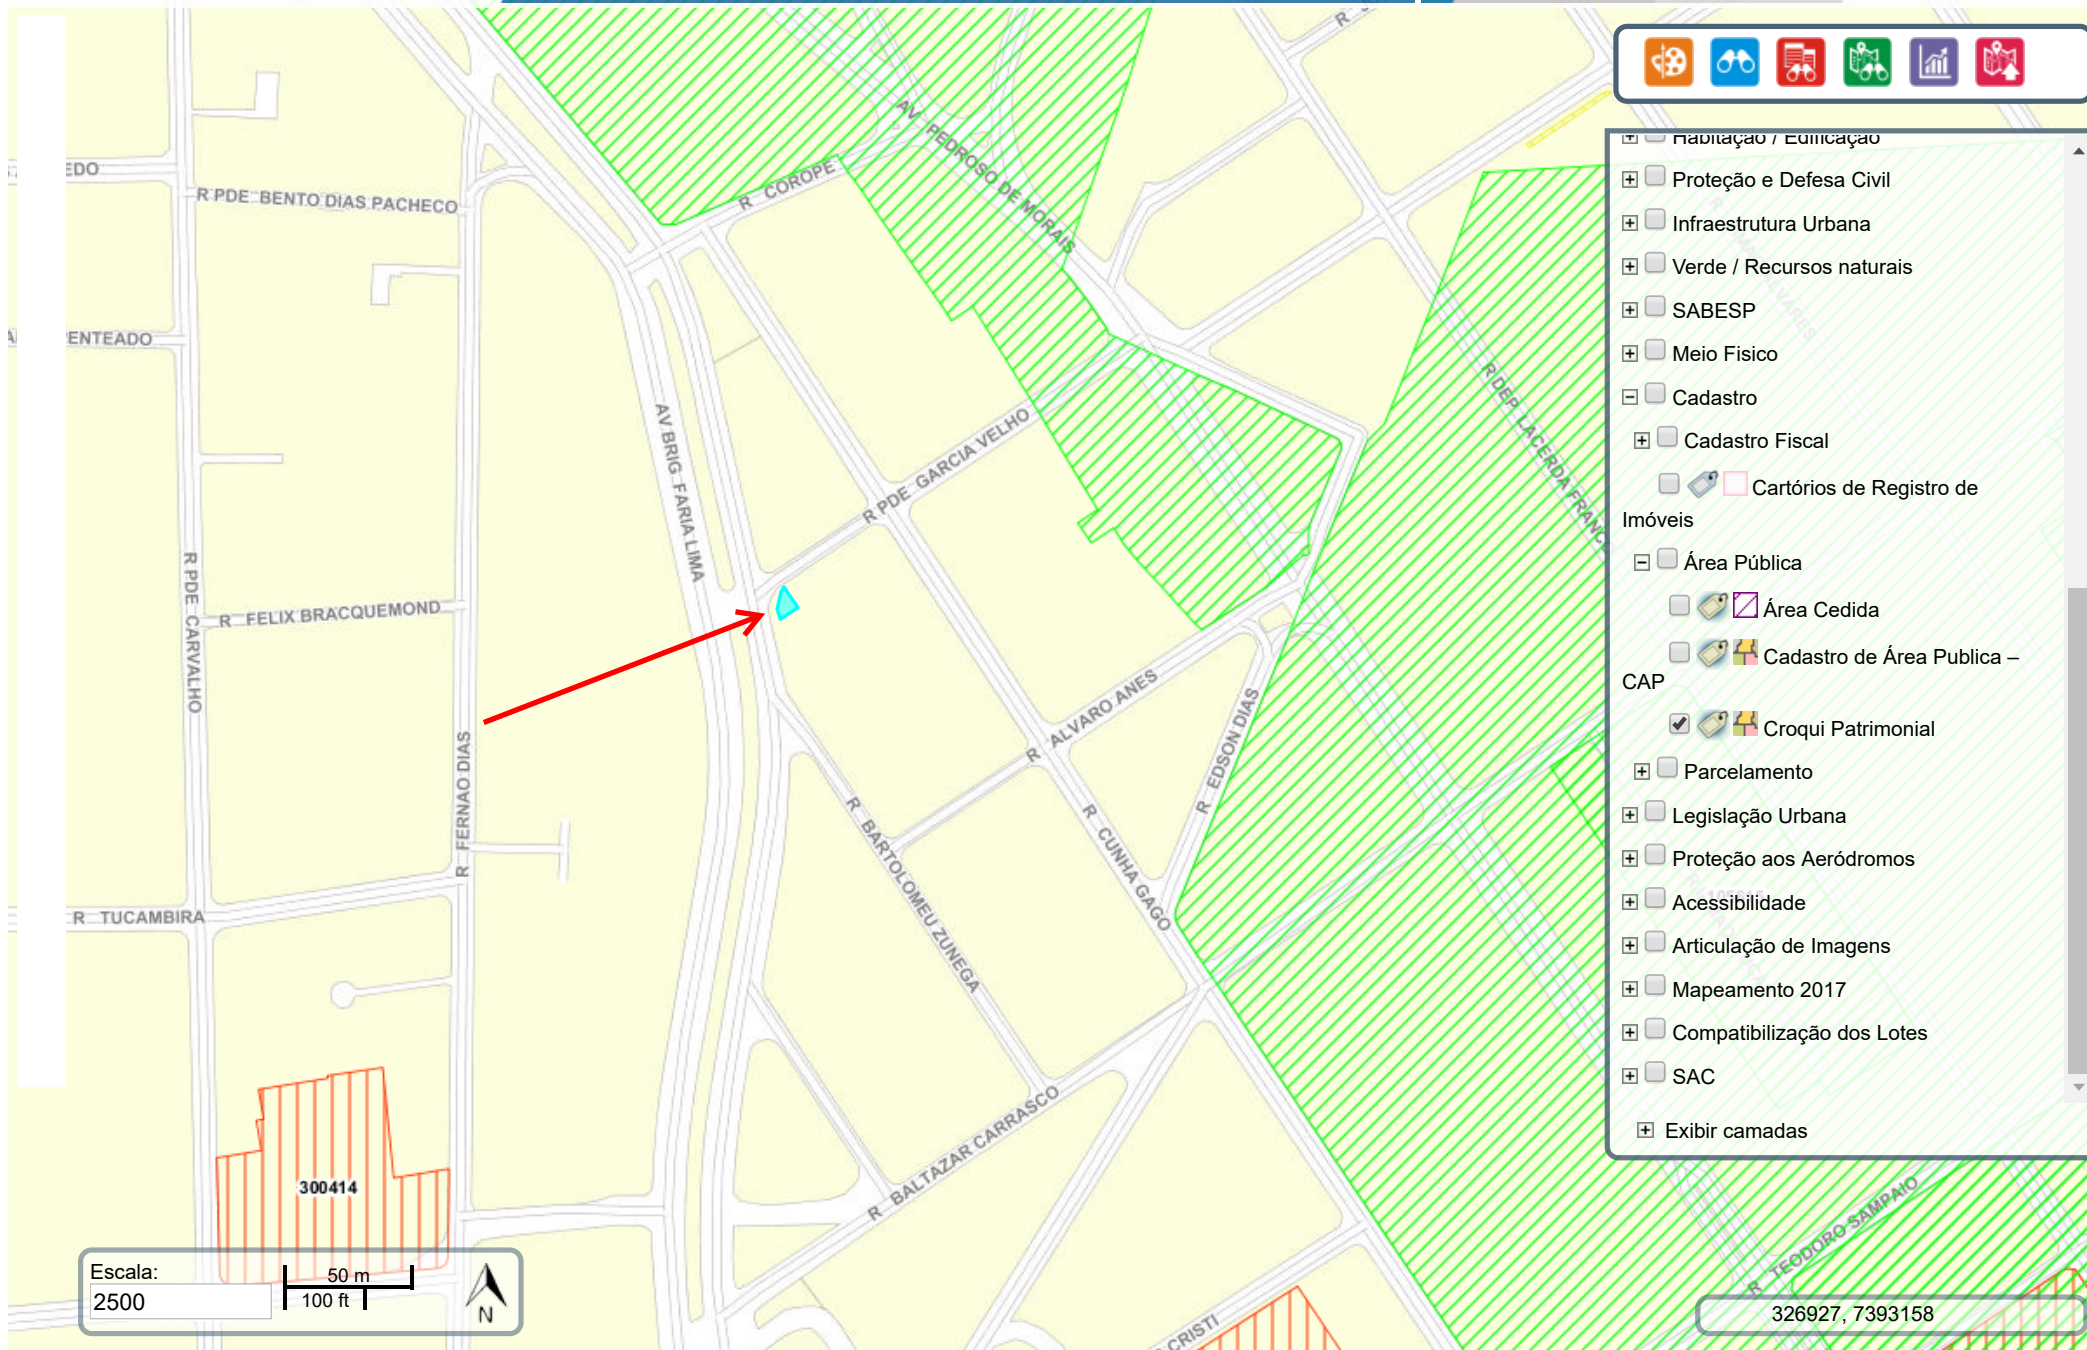 R COROPE
AV PEDROSO DE MORAIS
EDO
R PDE BENTO DIAS PACHECO
ENTEADO
AV BRIG FARIA LIMA
R PDE GARCIA VELHO
R DEP LACERDA FRANCO
R PDE CARVALHO
R FELIX BRACQUEMOND
R FERNAO DIAS
R ALVARO ANES
R EDSON DIAS
R BARTOLOMEU ZUNEGA
R CUNHA GAGO
R TUCAMBIRA
R BALTAZAR CARRASCO
300414
R TEODORO SAMPAIO
CRISTI
Habitação / Edificação
Proteção e Defesa Civil
Infraestrutura Urbana
Verde / Recursos naturais
SABESP
Meio Fisico
Cadastro
Cadastro Fiscal
Cartórios de Registro de
Imóveis
Área Pública
Área Cedida
Cadastro de Área Publica –
CAP
Croqui Patrimonial
Parcelamento
Legislação Urbana
Proteção aos Aeródromos
Acessibilidade
Articulação de Imagens
Mapeamento 2017
Compatibilização dos Lotes
SAC
Exibir camadas
Escala:
2500
50 m
100 ft
N
326927, 7393158